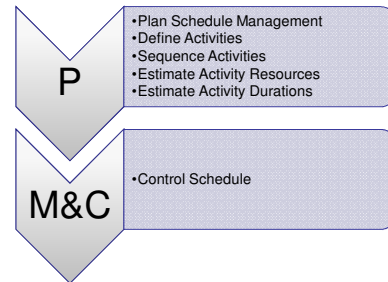 P
•Plan Schedule Management
•Define Activities
•Sequence Activities
•Estimate Activity Resources
•Estimate Activity Durations
M&C
•Control Schedule